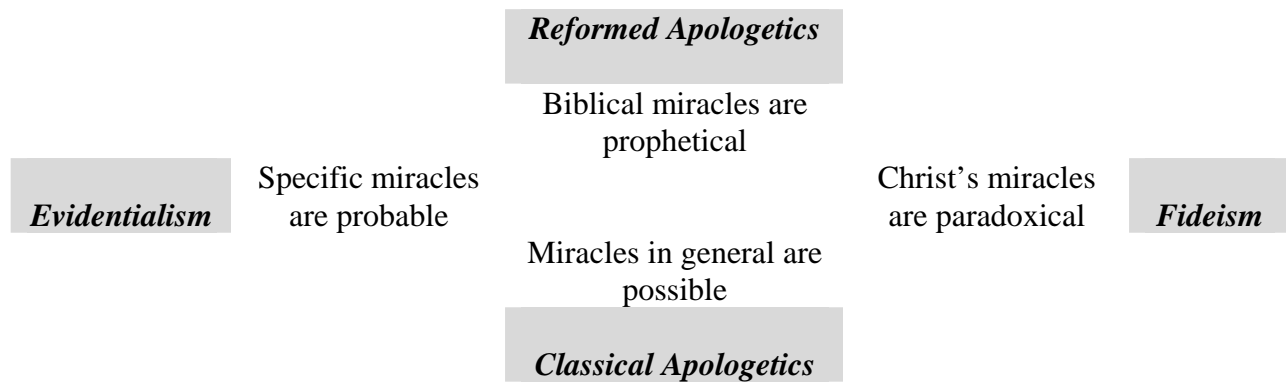 Reformed Apologetics
Biblical miracles are
prophetical
Specific miracles
are probable
Evidentialism
Christ’s miracles
are paradoxical
Fideism
Miracles in general are
possible
Classical Apologetics